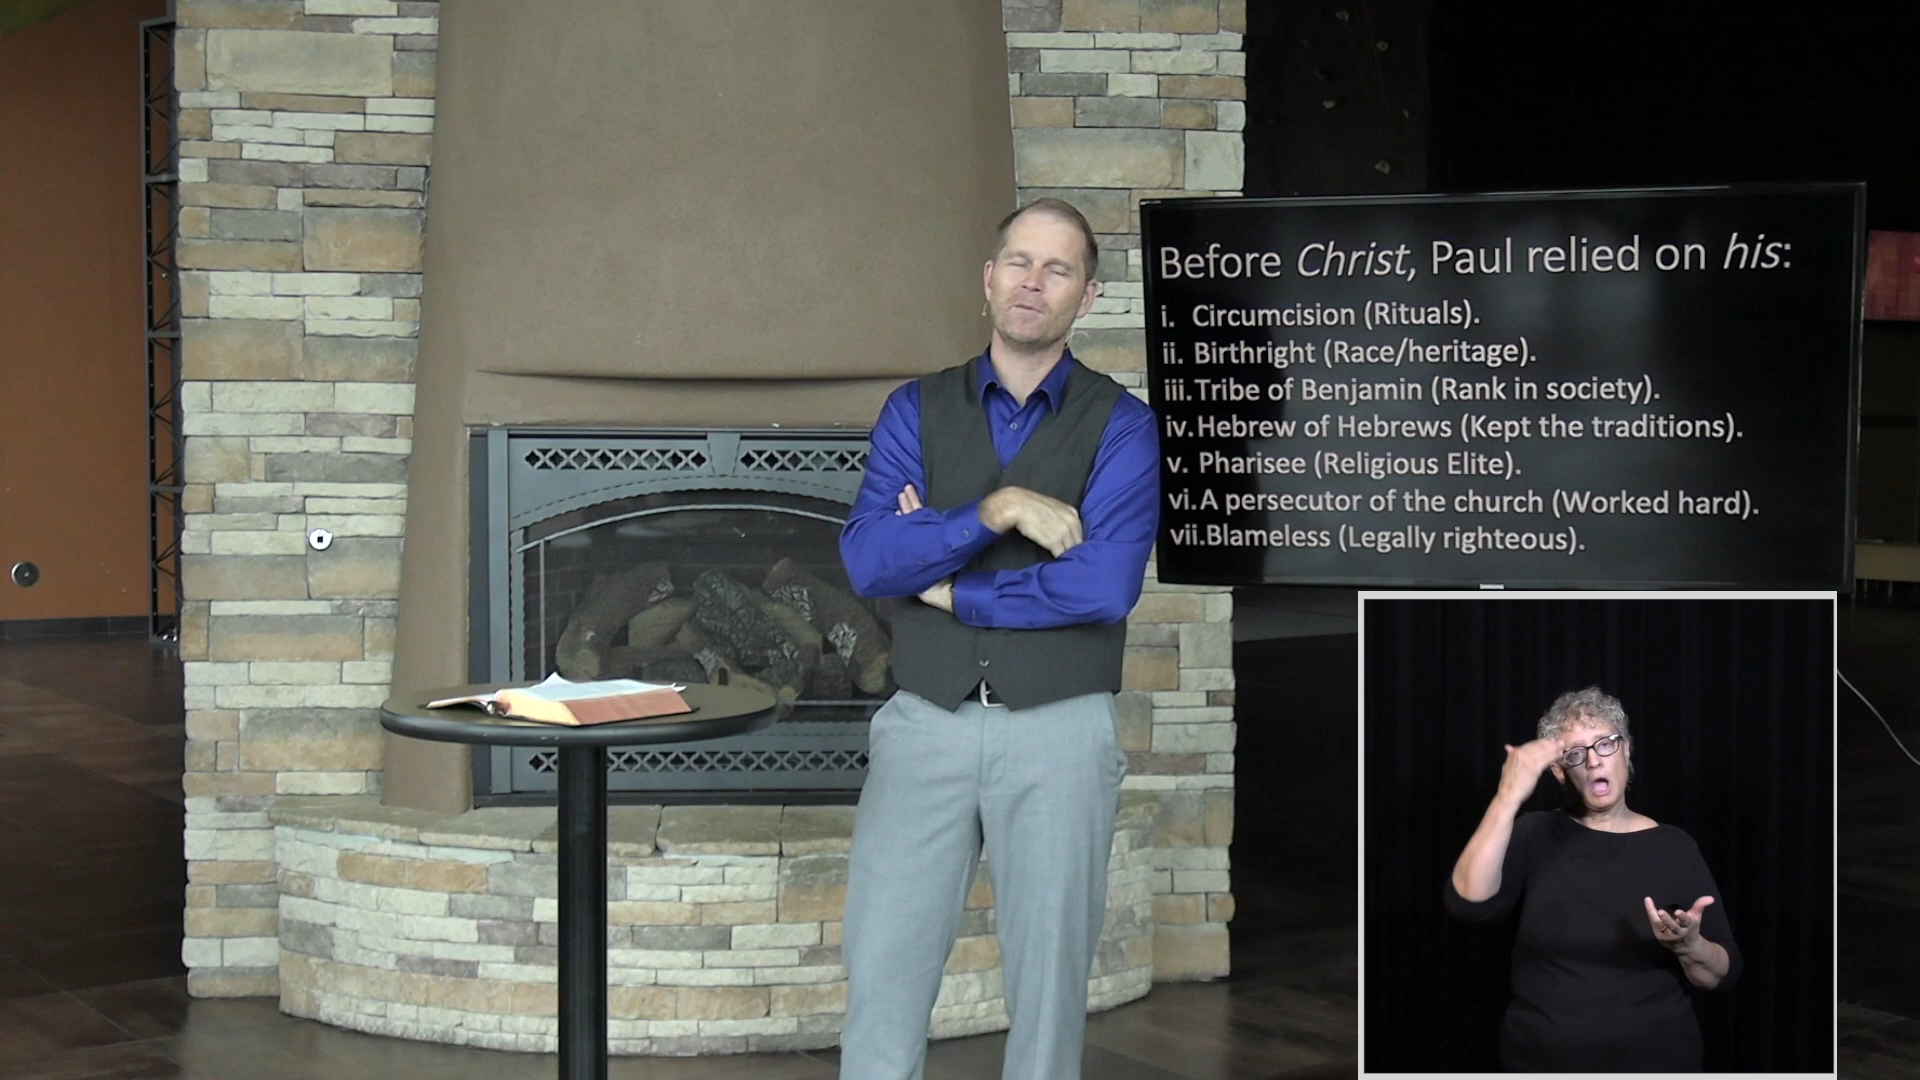 Before Christ, Paul relied on his:
i. Circumcision (Rituals).
ii. Birthright (Race/heritage).
iii. Tribe of Benjamin (Rank in society).
iv. Hebrew of Hebrews (Kept the traditions).
v. Pharisee (Religious Elite).
vi. A persecutor of the church (Worked hard).
vii. Blameless (Legally righteous).